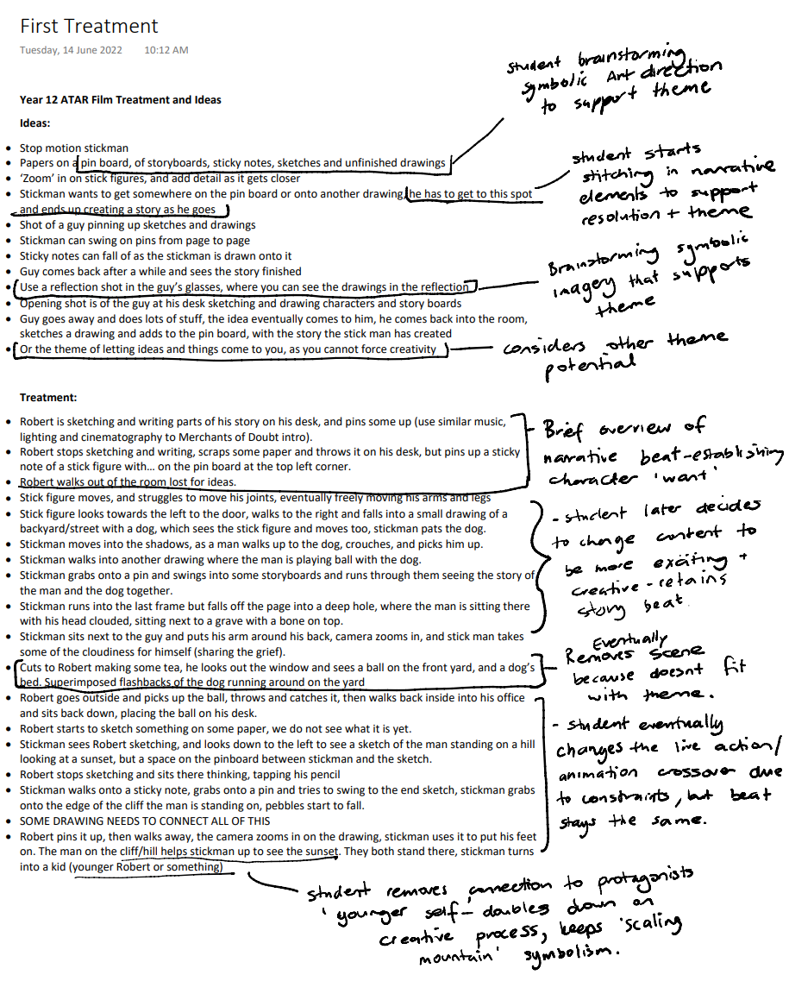 First Treatment
Tuesday, 14 June 2022 10:12 AM
student brainstorming
symbolic Art direction
to support theme
Year 12 ATAR Film Treatment and Ideas
Ideas:
• Stop motion stickman
• Papers on a pin board, of storyboards, sticky notes, sketches and unfinished drawings
• ‘Zoom’ in on stick figures, and add detail as it gets closer
• Stickman wants to get somewhere on the pin board or onto another drawing, he has to get to this spot
and ends up creating a story as he goes
student starts
stitching in narrative
elements to support
resolution + theme
• Shot of a guy pinning up sketches and drawings
• Stickman can swing on pins from page to page
• Sticky notes can fall of as the stickman is drawn onto it
• Guy comes back after a while and sees the story finished
• Use a reflection shot in the guy’s glasses, where you can see the drawings in the reflection
Brainstorming symbolic
imagery that supports
theme
• Opening shot is of the guy at his desk sketching and drawing characters and story boards
• Guy goes away and does lots of stuff, the idea eventually comes to him, he comes back into the room,
sketches a drawing and adds to the pin board, with the story the stick man has created
• Or the theme of letting ideas and things come to you, as you cannot force creativity
considers other theme
potential
Treatment:
• Robert is sketching and writing parts of his story on his desk, and pins some up (use similar music,
lighting and cinematography to Merchants of Doubt intro).
• Robert stops sketching and writing, scraps some paper and throws it on his desk, but pins up a sticky
note of a stick figure with… on the pin board at the top left corner.
• Robert walks out of the room lost for ideas.
Brief overview of
narrative beat-establishing
character 'want'
• Stick figure moves, and struggles to move his joints, eventually freely moving his arms and legs
• Stick figure looks towards the left to the door, walks to the right and falls into a small drawing of a
backyard/street with a dog, which sees the stick figure and moves too, stickman pats the dog.
• Stickman moves into the shadows, as a man walks up to the dog, crouches, and picks him up.
• Stickman walks into another drawing where the man is playing ball with the dog.
• Stickman grabs onto a pin and swings into some storyboards and runs through them seeing the story of
the man and the dog together.
• Stickman runs into the last frame but falls off the page into a deep hole, where the man is sitting there
with his head clouded, sitting next to a grave with a bone on top.
- student later decides
to change content to
be more exciting +
creative - retains
story beat.
• Stickman sits next to the guy and puts his arm around his back, camera zooms in, and stick man takes
some of the cloudiness for himself (sharing the grief).
• Cuts to Robert making some tea, he looks out the window and sees a ball on the front yard, and a dog’s
bed. Superimposed flashbacks of the dog running around on the yard
Eventually
Removes scene
because doesnt fit
with theme.
• Robert goes outside and picks up the ball, throws and catches it, then walks back inside into his office
and sits back down, placing the ball on his desk.
• Robert starts to sketch something on some paper, we do not see what it is yet.
• Stickman sees Robert sketching, and looks down to the left to see a sketch of the man standing on a hill
looking at a sunset, but a space on the pinboard between stickman and the sketch.
• Robert stops sketching and sits there thinking, tapping his pencil
• Stickman walks onto a sticky note, grabs onto a pin and tries to swing to the end sketch, stickman grabs
onto the edge of the cliff the man is standing on, pebbles start to fall.
• SOME DRAWING NEEDS TO CONNECT ALL OF THIS
• Robert pins it up, then walks away, the camera zooms in on the drawing, stickman uses it to put his feet
on. The man on the cliff/hill helps stickman up to see the sunset. They both stand there, stickman turns
into a kid (younger Robert or something)
- student eventually
changes the live action/
animation crossover due
to constraints, but beat
stays the same.
student removes connection to protagonists
'younger self - doubles down on
creative process, keeps 'scaling
mountain' symbolism.